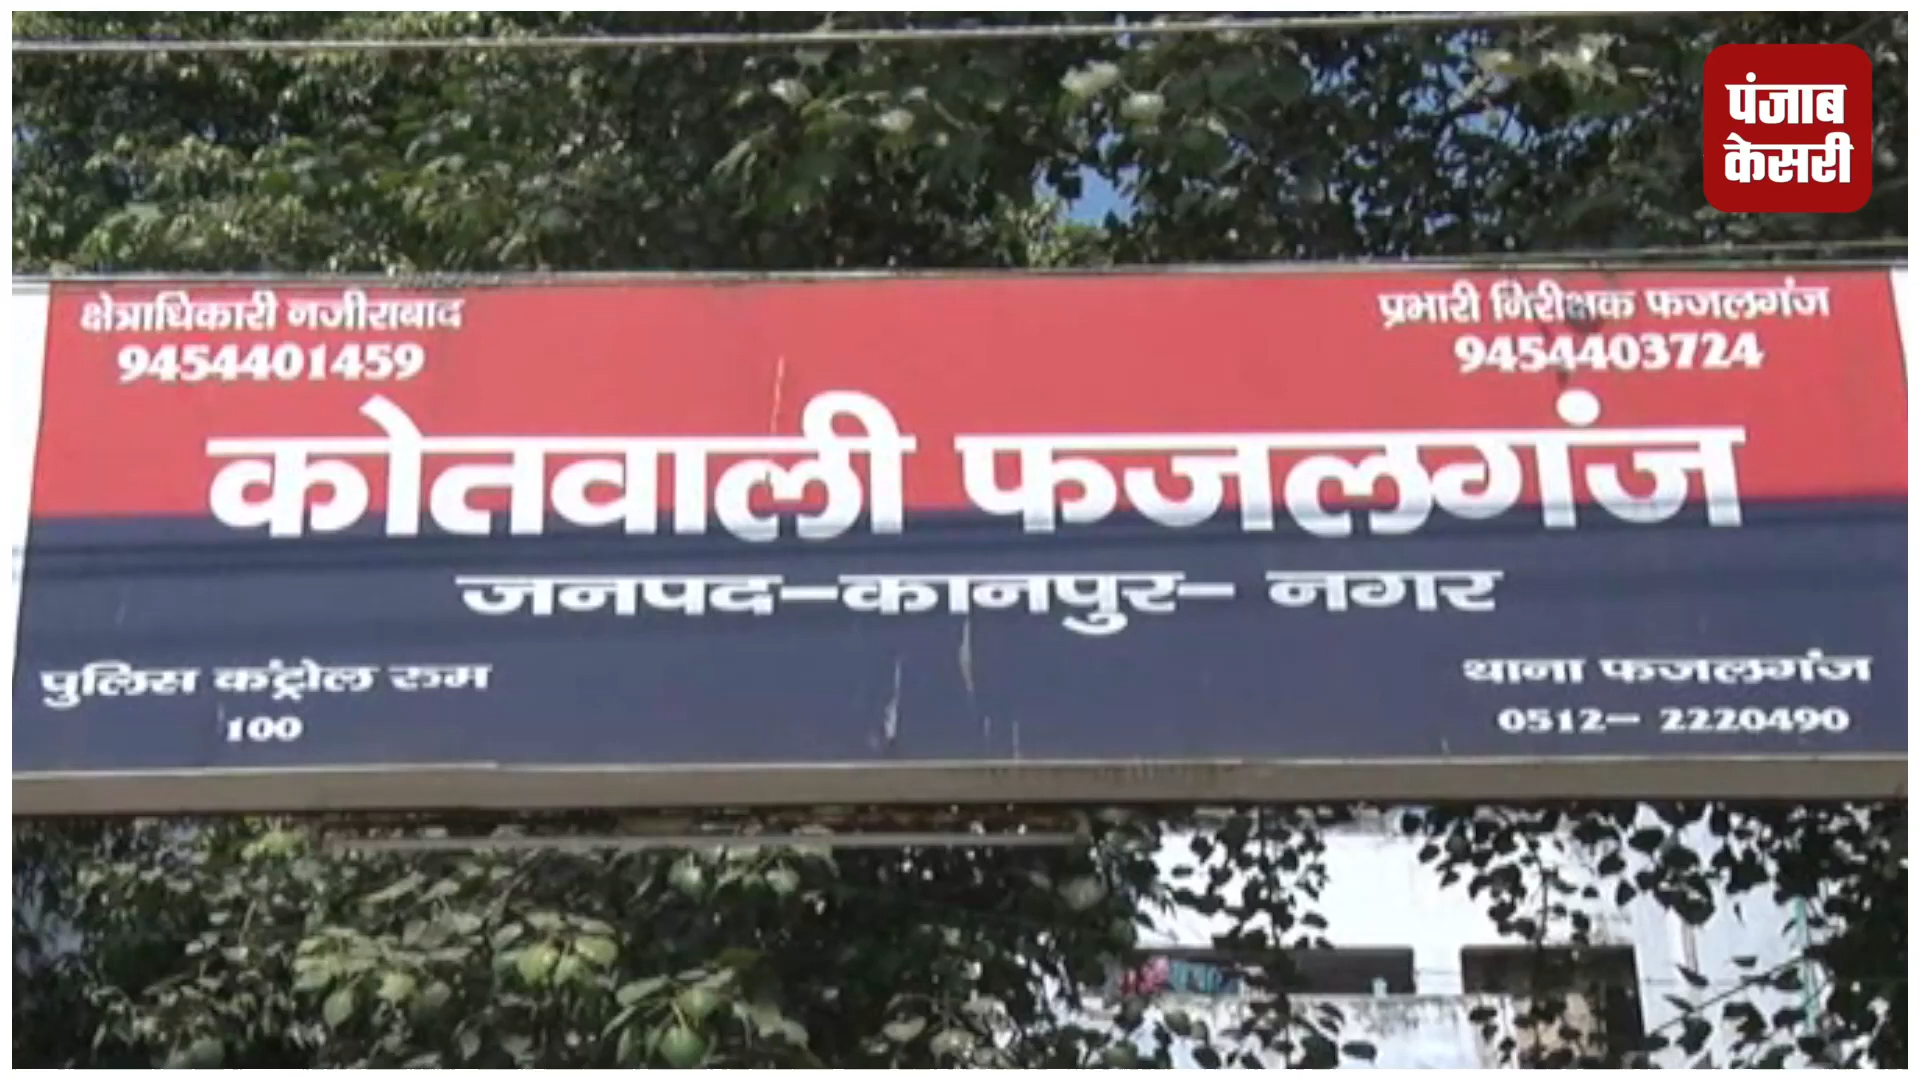 पंजाब
केसरी
क्षेत्राधिकारी नजीराबाद
9454401459
प्रभारी निरीक्षक फजलगंज
9454403724
कोतवाली फजलगंज
जनपद-कानपुर- नगर
पुलिस कंट्रोल रुम
100
थाना फजलगंज
0512- 2220490